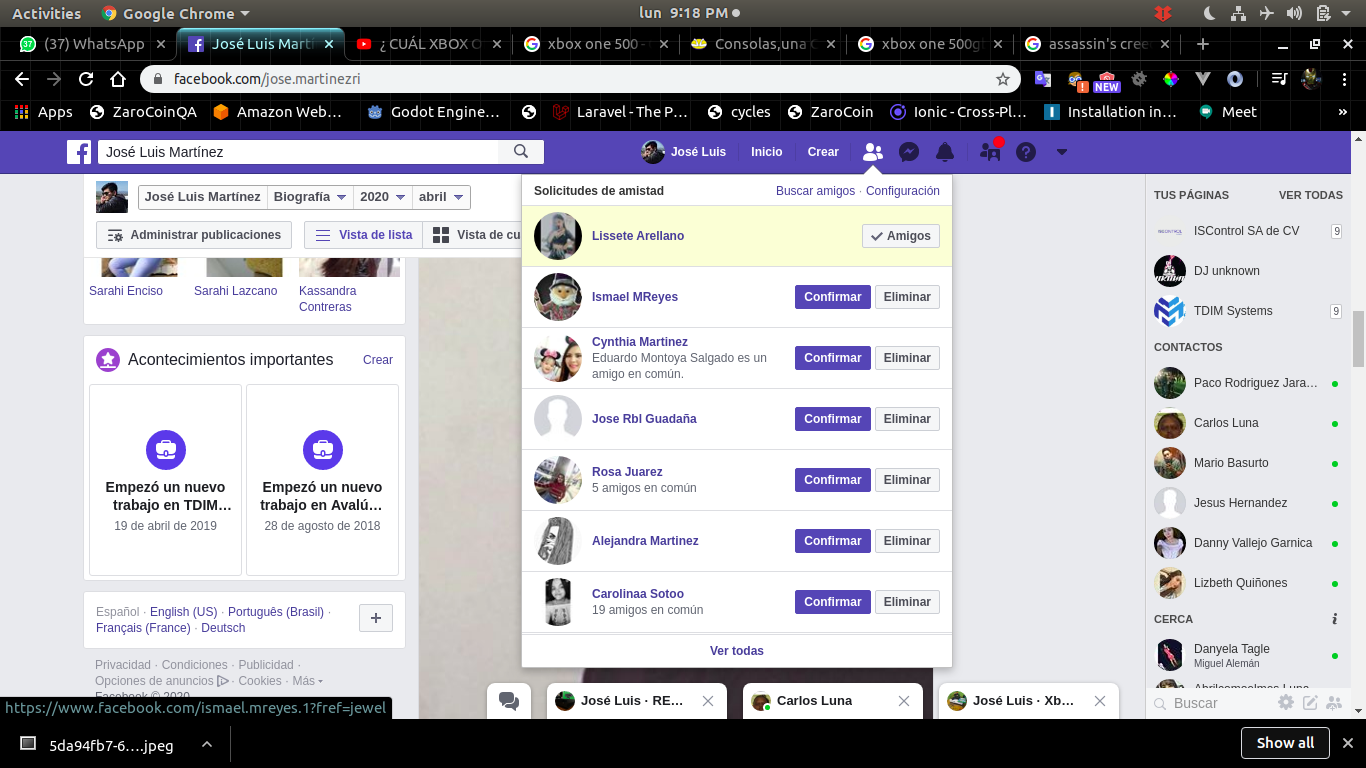 Activities
Google Chrome
lun 9:18 PM
(37) WhatsApp
José Luis Martí
¿ CUÁL XBOX O
xbox one 500 -
Consolas,una C
xbox one 500g
assassin's cree
facebook.com/jose.martinezri
NEW
Apps
ZaroCoinQA
Amazon Web...
Godot Engine...
Laravel - The P...
cycles
ZaroCoin
Ionic - Cross-Pl...
Installation in...
Meet
»
José Luis Martínez
José Luis
Inicio
Crear
José Luis Martínez
Biografía
2020
abril
Administrar publicaciones
Vista de lista
Vista de cu
Sarahi Enciso
Sarahi Lazcano
Kassandra
Contreras
Acontecimientos importantes
Crear
Empezó un nuevo
trabajo en TDIM...
19 de abril de 2019
Empezó un nuevo
trabajo en Avalú...
28 de agosto de 2018
Español · English (US) · Português (Brasil) ·
Français (France) · Deutsch
Privacidad · Condiciones · Publicidad ·
Opciones de anuncios · Cookies · Más
Facebook © 2020
https://www.facebook.com/ismael.mreyes.1?fref=jewel
Solicitudes de amistad
Buscar amigos · Configuración
Lissete Arellano
Amigos
Ismael MReyes
Confirmar
Eliminar
Cynthia Martinez
Eduardo Montoya Salgado es un
amigo en común.
Confirmar
Eliminar
Jose Rbl Guadaña
Confirmar
Eliminar
Rosa Juarez
5 amigos en común
Confirmar
Eliminar
Alejandra Martinez
Confirmar
Eliminar
Carolinaa Sotoo
19 amigos en común
Confirmar
Eliminar
Ver todas
TUS PÁGINAS
VER TODAS
ISControl SA de CV
9
DJ unknown
TDIM Systems
9
CONTACTOS
Paco Rodriguez Jara...
Carlos Luna
Mario Basurto
Jesus Hernandez
Danny Vallejo Garnica
Lizbeth Quiñones
CERCA
Danyela Tagle
Miguel Alemán
Buscar
José Luis · RE...
Carlos Luna
José Luis · Xb...
5da94fb7-6....jpeg
Show all